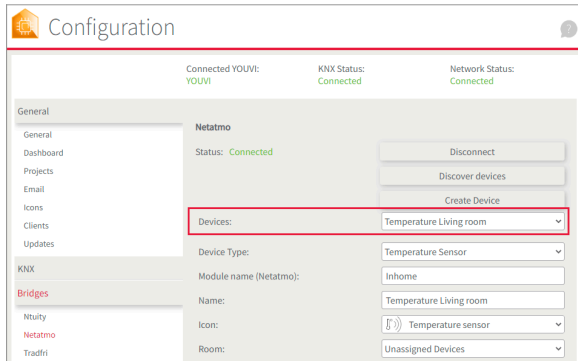 Configuration
?
Connected YOUVI: KNX Status: Network Status:
YOUVI Connected Connected
General
General
Dashboard
Projects
Email
Icons
Clients
Updates
KNX
Bridges
Ntuity
Netatmo
Tradfri
Netatmo
Status: Connected Disconnect
Discover devices
Create Device
Devices: Temperature Living room
Device Type: Temperature Sensor
Module name (Netatmo): Inhome
Name: Temperature Living room
Icon: Temperature sensor
Room: Unassigned Devices